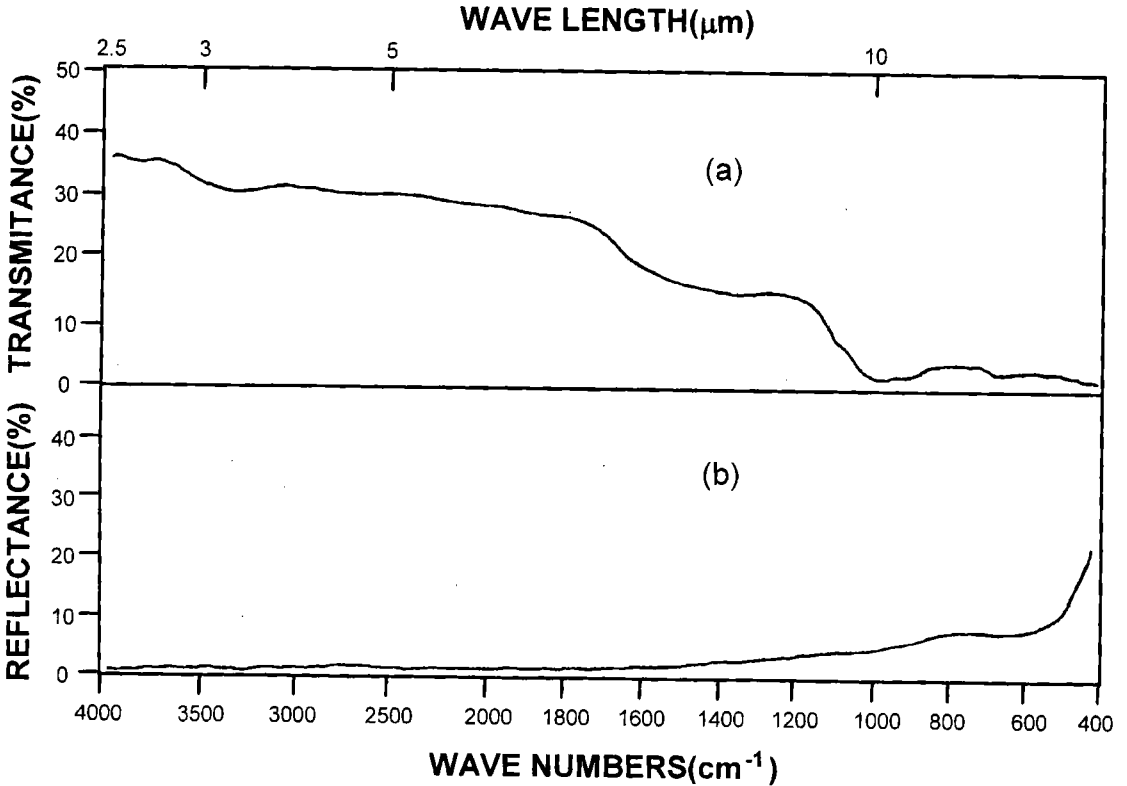 WAVE LENGTH(μm)
2.5 3 5 10
TRANSMITANCE(%)
50
40
30
20
10
0
(a)
REFLECTANCE(%)
40
30
20
10
0
(b)
4000 3500 3000 2500 2000 1800 1600 1400 1200 1000 800 600 400
WAVE NUMBERS(cm⁻¹)